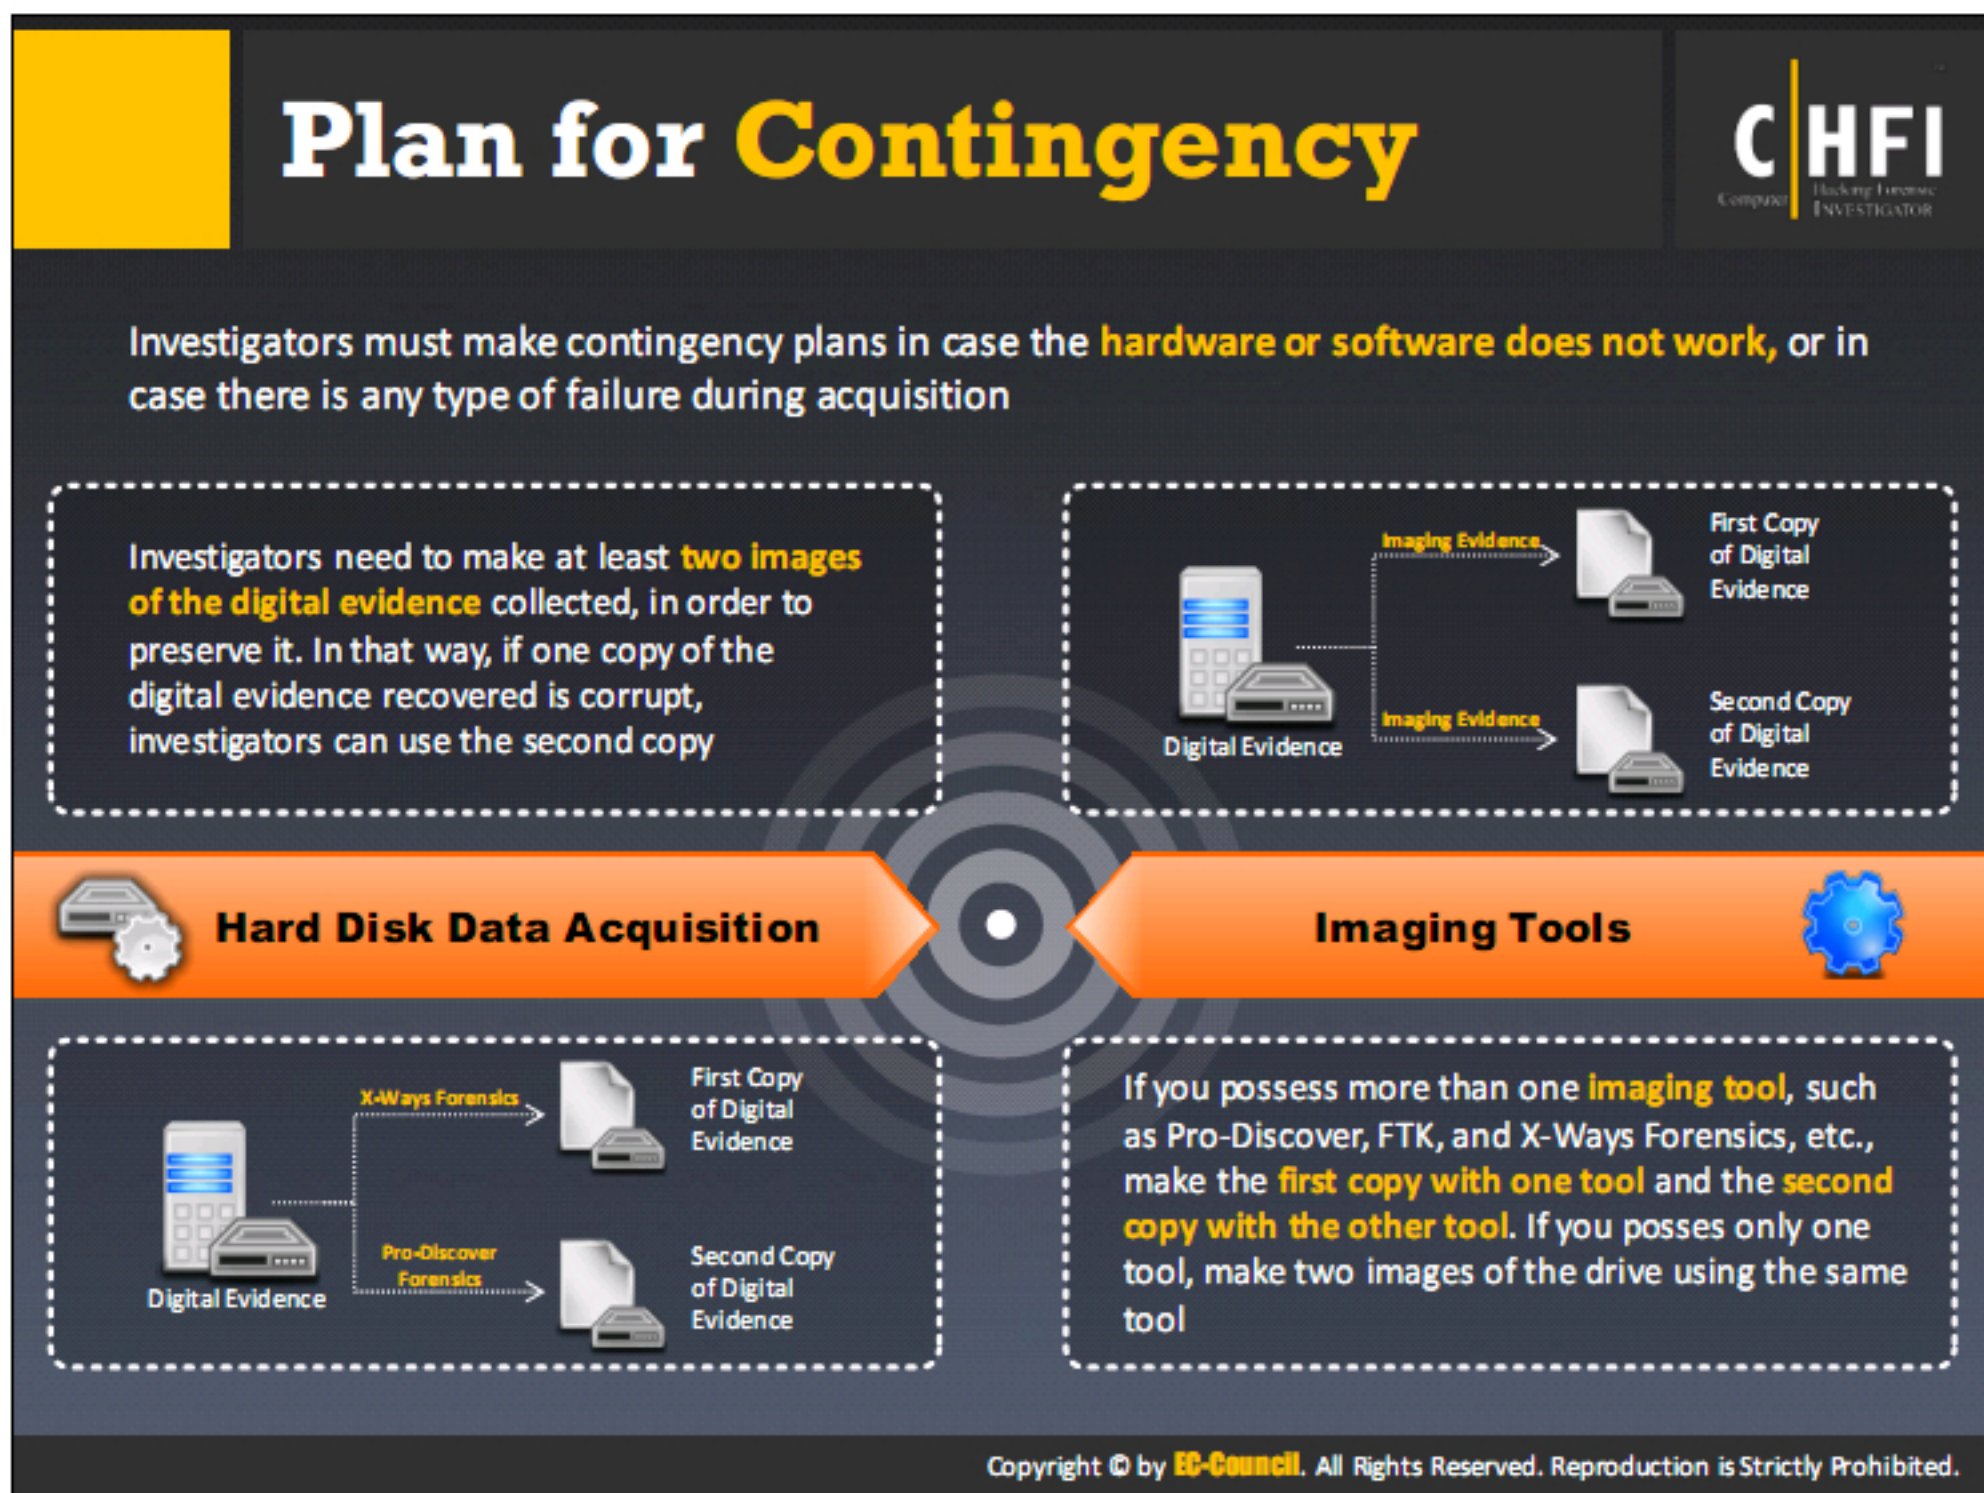 Plan for Contingency
C HFI
Computer
Hacking Forensic
INVESTIGATOR
Investigators must make contingency plans in case the hardware or software does not work, or in
case there is any type of failure during acquisition
Investigators need to make at least two images
of the digital evidence collected, in order to
preserve it. In that way, if one copy of the
digital evidence recovered is corrupt,
investigators can use the second copy
Digital Evidence
Imaging Evidence
First Copy
of Digital
Evidence
Imaging Evidence
Second Copy
of Digital
Evidence
Hard Disk Data Acquisition
Imaging Tools
Digital Evidence
X-Ways Forensics
First Copy
of Digital
Evidence
Pro-Discover
Forensics
Second Copy
of Digital
Evidence
If you possess more than one imaging tool, such
as Pro-Discover, FTK, and X-Ways Forensics, etc.,
make the first copy with one tool and the second
copy with the other tool. If you posses only one
tool, make two images of the drive using the same
tool
Copyright © by EC-Council. All Rights Reserved. Reproduction is Strictly Prohibited.